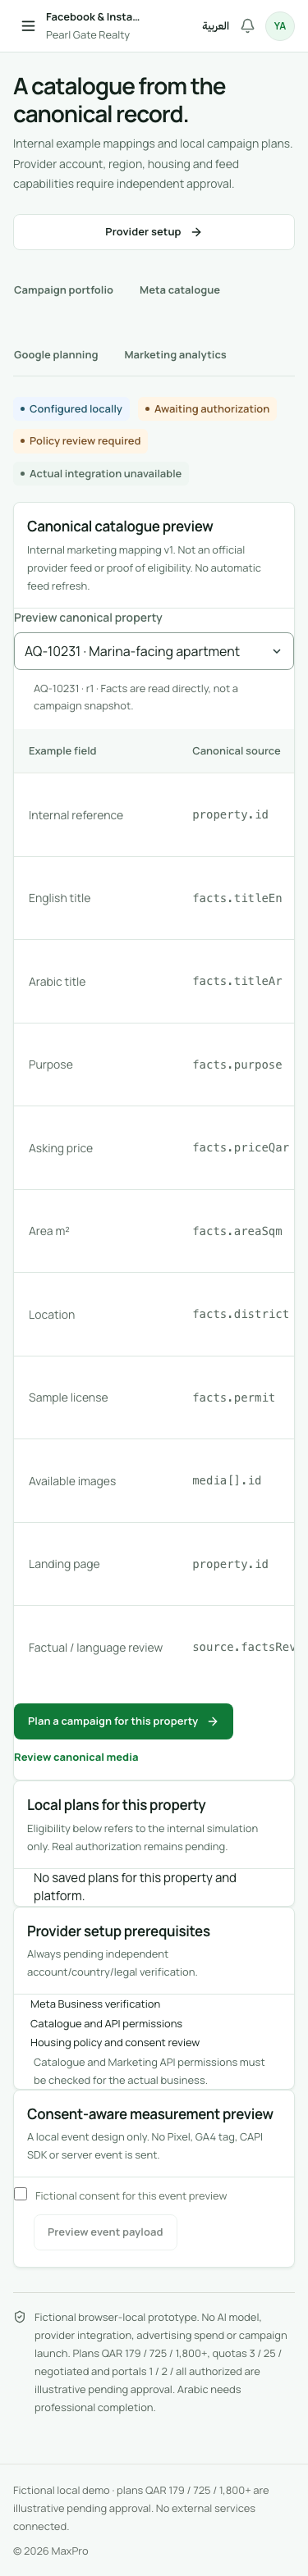 Facebook & Insta…
العربية
YA
Pearl Gate Realty
A catalogue from the
canonical record.
Internal example mappings and local campaign plans.
Provider account, region, housing and feed
capabilities require independent approval.
Provider setup →
Campaign portfolio
Meta catalogue
Google planning
Marketing analytics
Configured locally
Awaiting authorization
Policy review required
Actual integration unavailable
Canonical catalogue preview
Internal marketing mapping v1. Not an official
provider feed or proof of eligibility. No automatic
feed refresh.
Preview canonical property
AQ-10231 · Marina-facing apartment
AQ-10231 · r1 · Facts are read directly, not a
campaign snapshot.
Example field
Canonical source
Internal reference
property.id
English title
facts.titleEn
Arabic title
facts.titleAr
Purpose
facts.purpose
Asking price
facts.priceQar
Area m²
facts.areaSqm
Location
facts.district
Sample license
facts.permit
Available images
media[].id
Landing page
property.id
Factual / language review
source.factsRev
Plan a campaign for this property →
Review canonical media
Local plans for this property
Eligibility below refers to the internal simulation
only. Real authorization remains pending.
No saved plans for this property and
platform.
Provider setup prerequisites
Always pending independent
account/country/legal verification.
Meta Business verification
Catalogue and API permissions
Housing policy and consent review
Catalogue and Marketing API permissions must
be scheduled for the actual business.
Consent-aware measurement preview
A local event design only. No Pixel, GA4 tag, CAPI
SDK or server event is sent.
Fictional consent for this event preview
Preview event payload
Fictional browser-local prototype. No AI model,
provider integration, advertising spend or campaign
launch. Plans QAR 179 / 725 / 1,800+, quotas 3 / 25 /
negotiated and portals 1 / 2 / all authorized are
illustrative pending approval. Arabic needs
professional completion.
Fictional local demo · plans QAR 179 / 725 / 1,800+ are
illustrative pending approval. No external services
connected.
© 2026 MaxPro